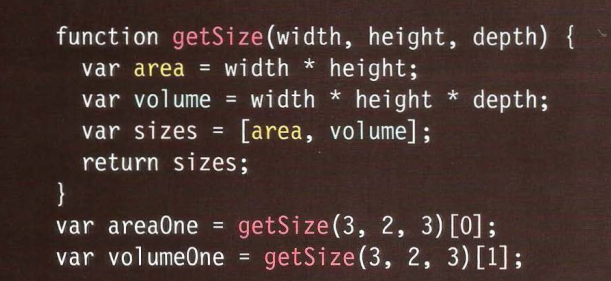 function getSize(width, height, depth) {
  var area = width * height;
  var volume = width * height * depth;
  var sizes = [area, volume];
  return sizes;
}
var areaOne = getSize(3, 2, 3)[0];
var volumeOne = getSize(3, 2, 3)[1];